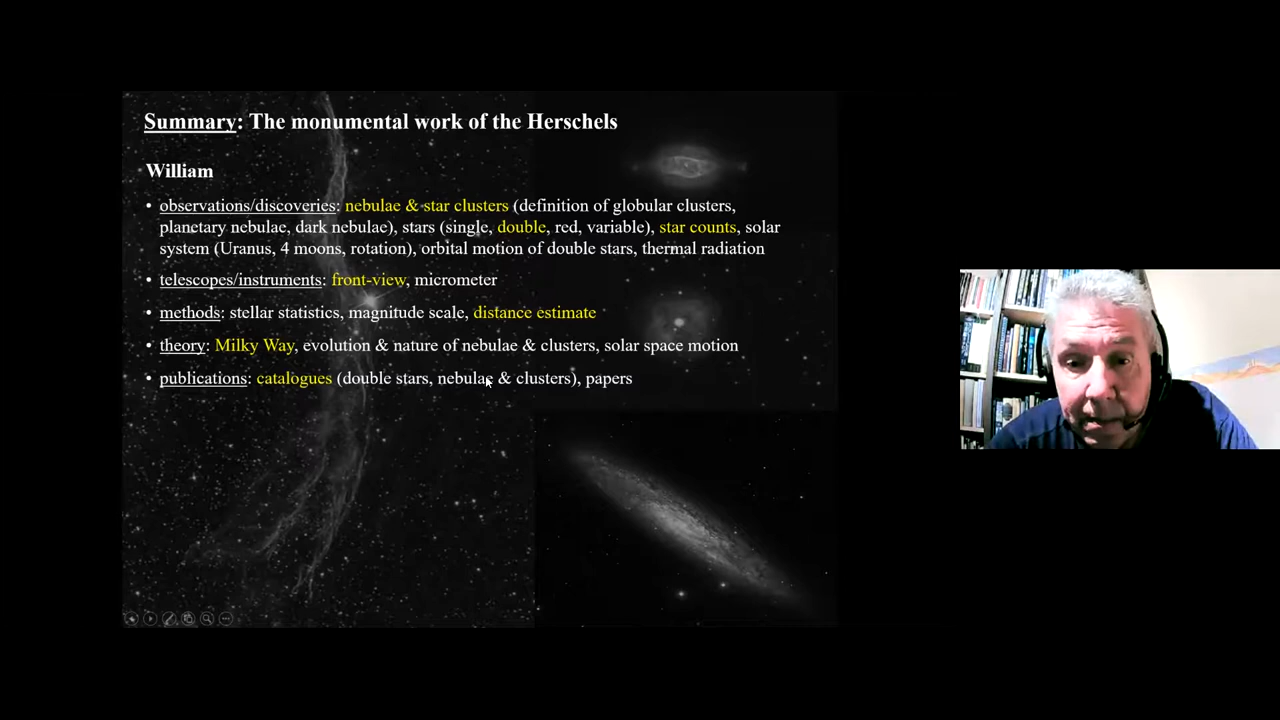 Summary: The monumental work of the Herschels
William
• observations/discoveries: nebulae & star clusters (definition of globular clusters,
planetary nebulae, dark nebulae), stars (single, double, red, variable), star counts, solar
system (Uranus, 4 moons, rotation), orbital motion of double stars, thermal radiation
• telescopes/instruments: front-view, micrometer
• methods: stellar statistics, magnitude scale, distance estimate
• theory: Milky Way, evolution & nature of nebulae & clusters, solar space motion
• publications: catalogues (double stars, nebulae & clusters), papers